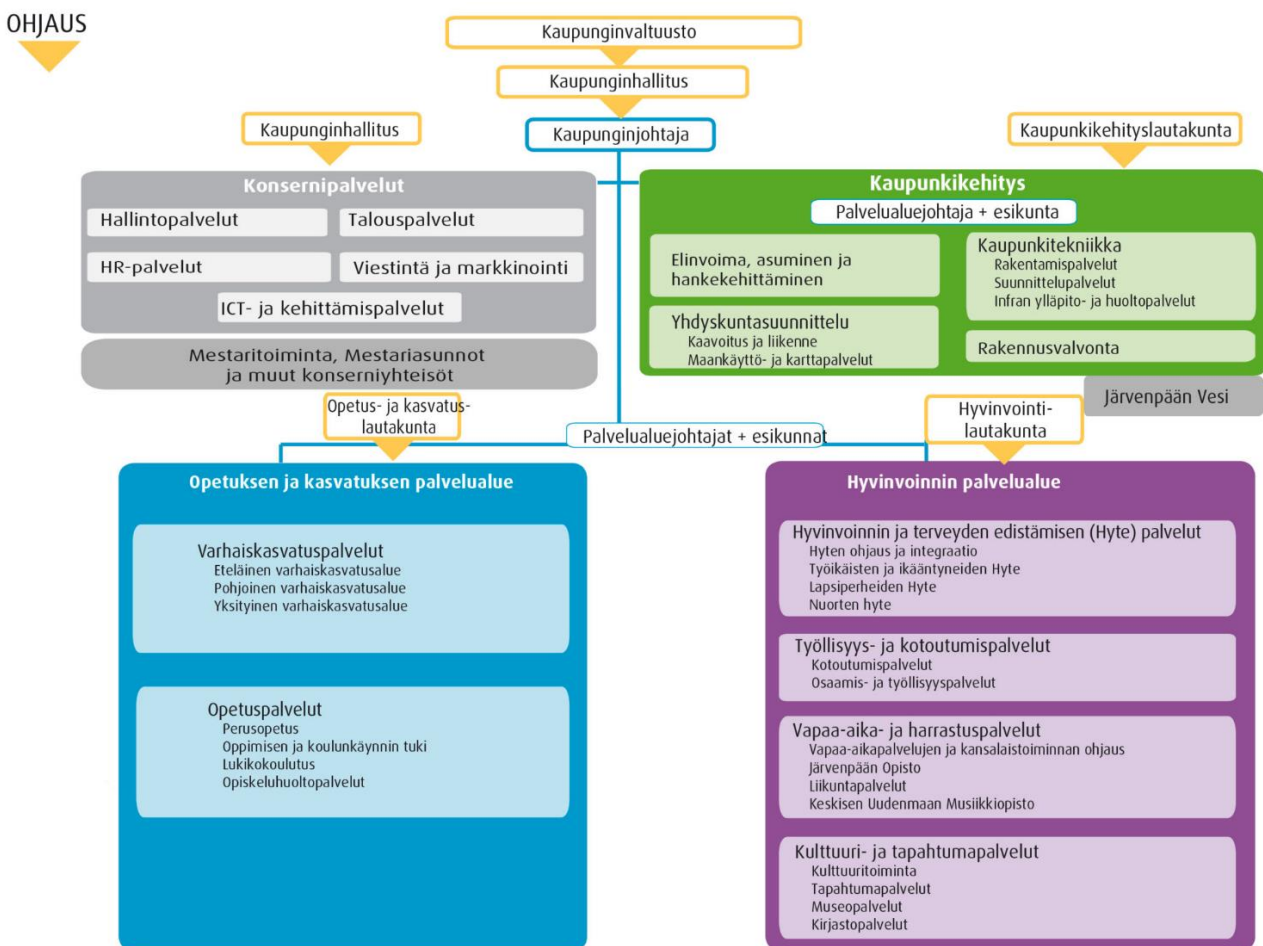 OHJAUS
Kaupunginvaltuusto
Kaupunginhallitus
Kaupunginhallitus
Kaupunginjohtaja
Kaupunkikehityslautakunta
Konsernipalvelut
Hallintopalvelut
Talouspalvelut
HR-palvelut
Viestintä ja markkinointi
ICT- ja kehittämispalvelut
Mestaritoiminta, Mestariasunnot
ja muut konserniyhteisöt
Kaupunkikehitys
Palvelualuejohtaja + esikunta
Elinvoima, asuminen ja
hankekehittäminen
Yhdyskuntasuunnittelu
Kaavoitus ja liikenne
Maankäyttö- ja karttapalvelut
Kaupunkitekniikka
Rakentamispalvelut
Suunnittelupalvelut
Infran ylläpito- ja huoltopalvelut
Rakennusvalvonta
Järvenpään Vesi
Opetus- ja kasvatus-
lautakunta
Palvelualuejohtajat + esikunnat
Hyvinvointi-
lautakunta
Opetuksen ja kasvatuksen palvelualue
Varhaiskasvatuspalvelut
Eteläinen varhaiskasvatusalue
Pohjoinen varhaiskasvatusalue
Yksityinen varhaiskasvatusalue
Opetuspalvelut
Perusopetus
Oppimisen ja koulunkäynnin tuki
Lukikokoulutus
Opiskeluhuoltopalvelut
Hyvinvoinnin palvelualue
Hyvinvoinnin ja terveyden edistämisen (Hyte) palvelut
Hyten ohjaus ja integraatio
Työikäisten ja ikääntyneiden Hyte
Lapsiperheiden Hyte
Nuorten hyte
Työllisyys- ja kotoutumispalvelut
Kotoutumispalvelut
Osaamis- ja työllisyyspalvelut
Vapaa-aika- ja harrastuspalvelut
Vapaa-aikapalvelujen ja kansalaistoiminnan ohjaus
Järvenpään Opisto
Liikuntapalvelut
Keskisen Uudenmaan Musiikkiopisto
Kulttuuri- ja tapahtumapalvelut
Kulttuuritoiminta
Tapahtumapalvelut
Museopalvelut
Kirjastopalvelut